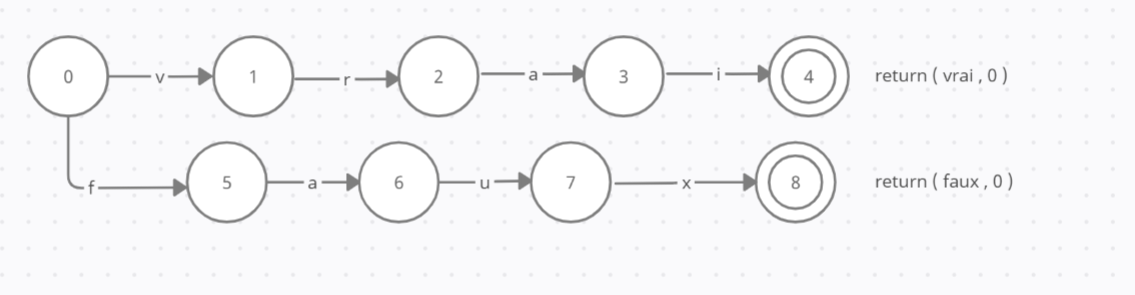 0 v 1 r 2 a 3 i 4 return ( vrai , 0 )
f 5 a 6 u 7 x 8 return ( faux , 0 )